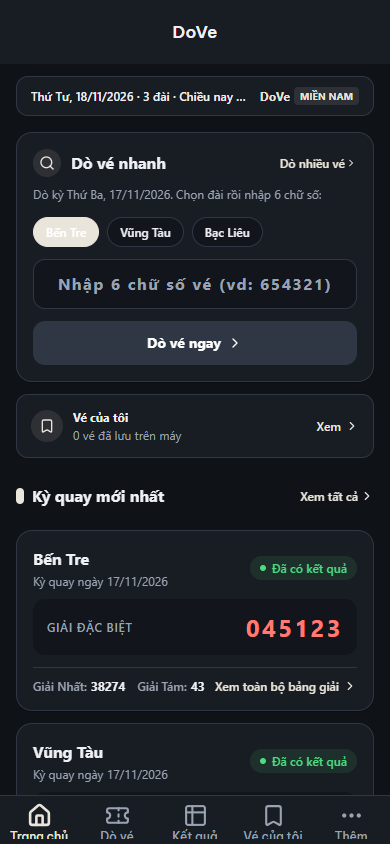 DoVe
Thứ Tư, 18/11/2026 · 3 đài · Chiều nay ... DoVe MIỀN NAM
Dò vé nhanh Dò nhiều vé
Dò kỳ Thứ Ba, 17/11/2026. Chọn đài rồi nhập 6 chữ số:
Bến Tre Vũng Tàu Bạc Liêu
Nhập 6 chữ số vé (vd: 654321)
Dò vé ngay
Vé của tôi
0 vé đã lưu trên máy
Xem
Kỳ quay mới nhất Xem tất cả
Bến Tre
Kỳ quay ngày 17/11/2026
Đã có kết quả
GIẢI ĐẶC BIỆT 045123
Giải Nhất: 38274 Giải Tám: 43 Xem toàn bộ bảng giải
Vũng Tàu
Kỳ quay ngày 17/11/2026
Đã có kết quả
Trang chủ Dò vé Kết quả Vé của tôi Thêm